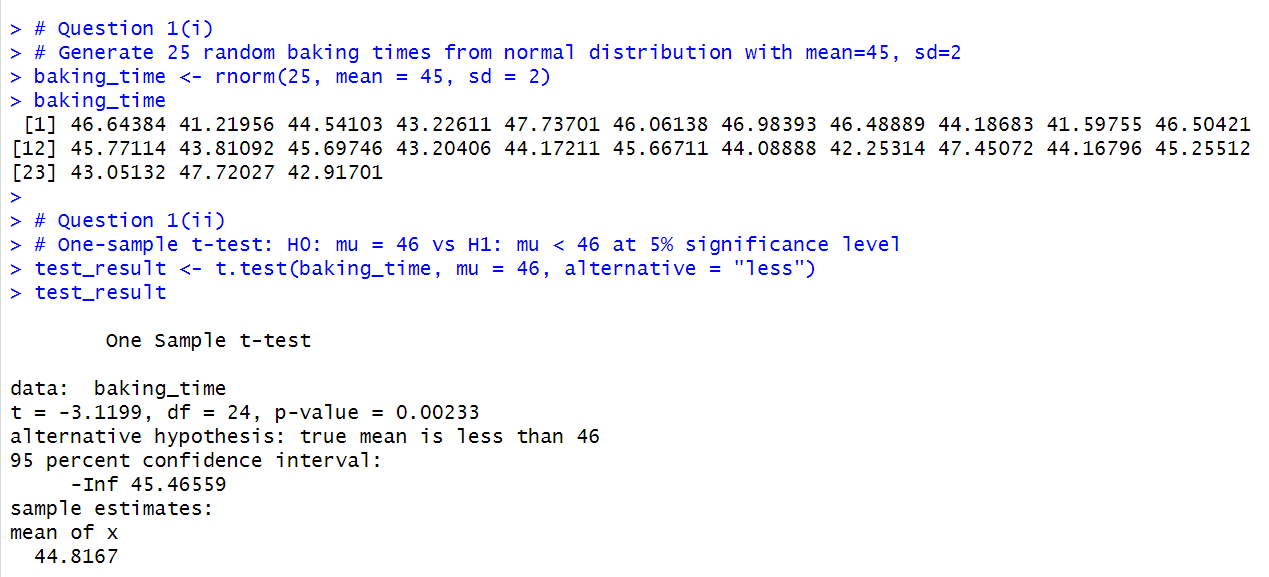 > # Question 1(i)
> # Generate 25 random baking times from normal distribution with mean=45, sd=2
> baking_time <- rnorm(25, mean = 45, sd = 2)
> baking_time
 [1] 46.64384 41.21956 44.54103 43.22611 47.73701 46.06138 46.98393 46.48889 44.18683 41.59755 46.50421
[12] 45.77114 43.81092 45.69746 43.20406 44.17211 45.66711 44.08888 42.25314 47.45072 44.16796 45.25512
[23] 43.05132 47.72027 42.91701
>
> # Question 1(ii)
> # One-sample t-test: H0: mu = 46 vs H1: mu < 46 at 5% significance level
> test_result <- t.test(baking_time, mu = 46, alternative = "less")
> test_result
        One Sample t-test
data:  baking_time
t = -3.1199, df = 24, p-value = 0.00233
alternative hypothesis: true mean is less than 46
95 percent confidence interval:
     -Inf 45.46559
sample estimates:
mean of x
  44.8167